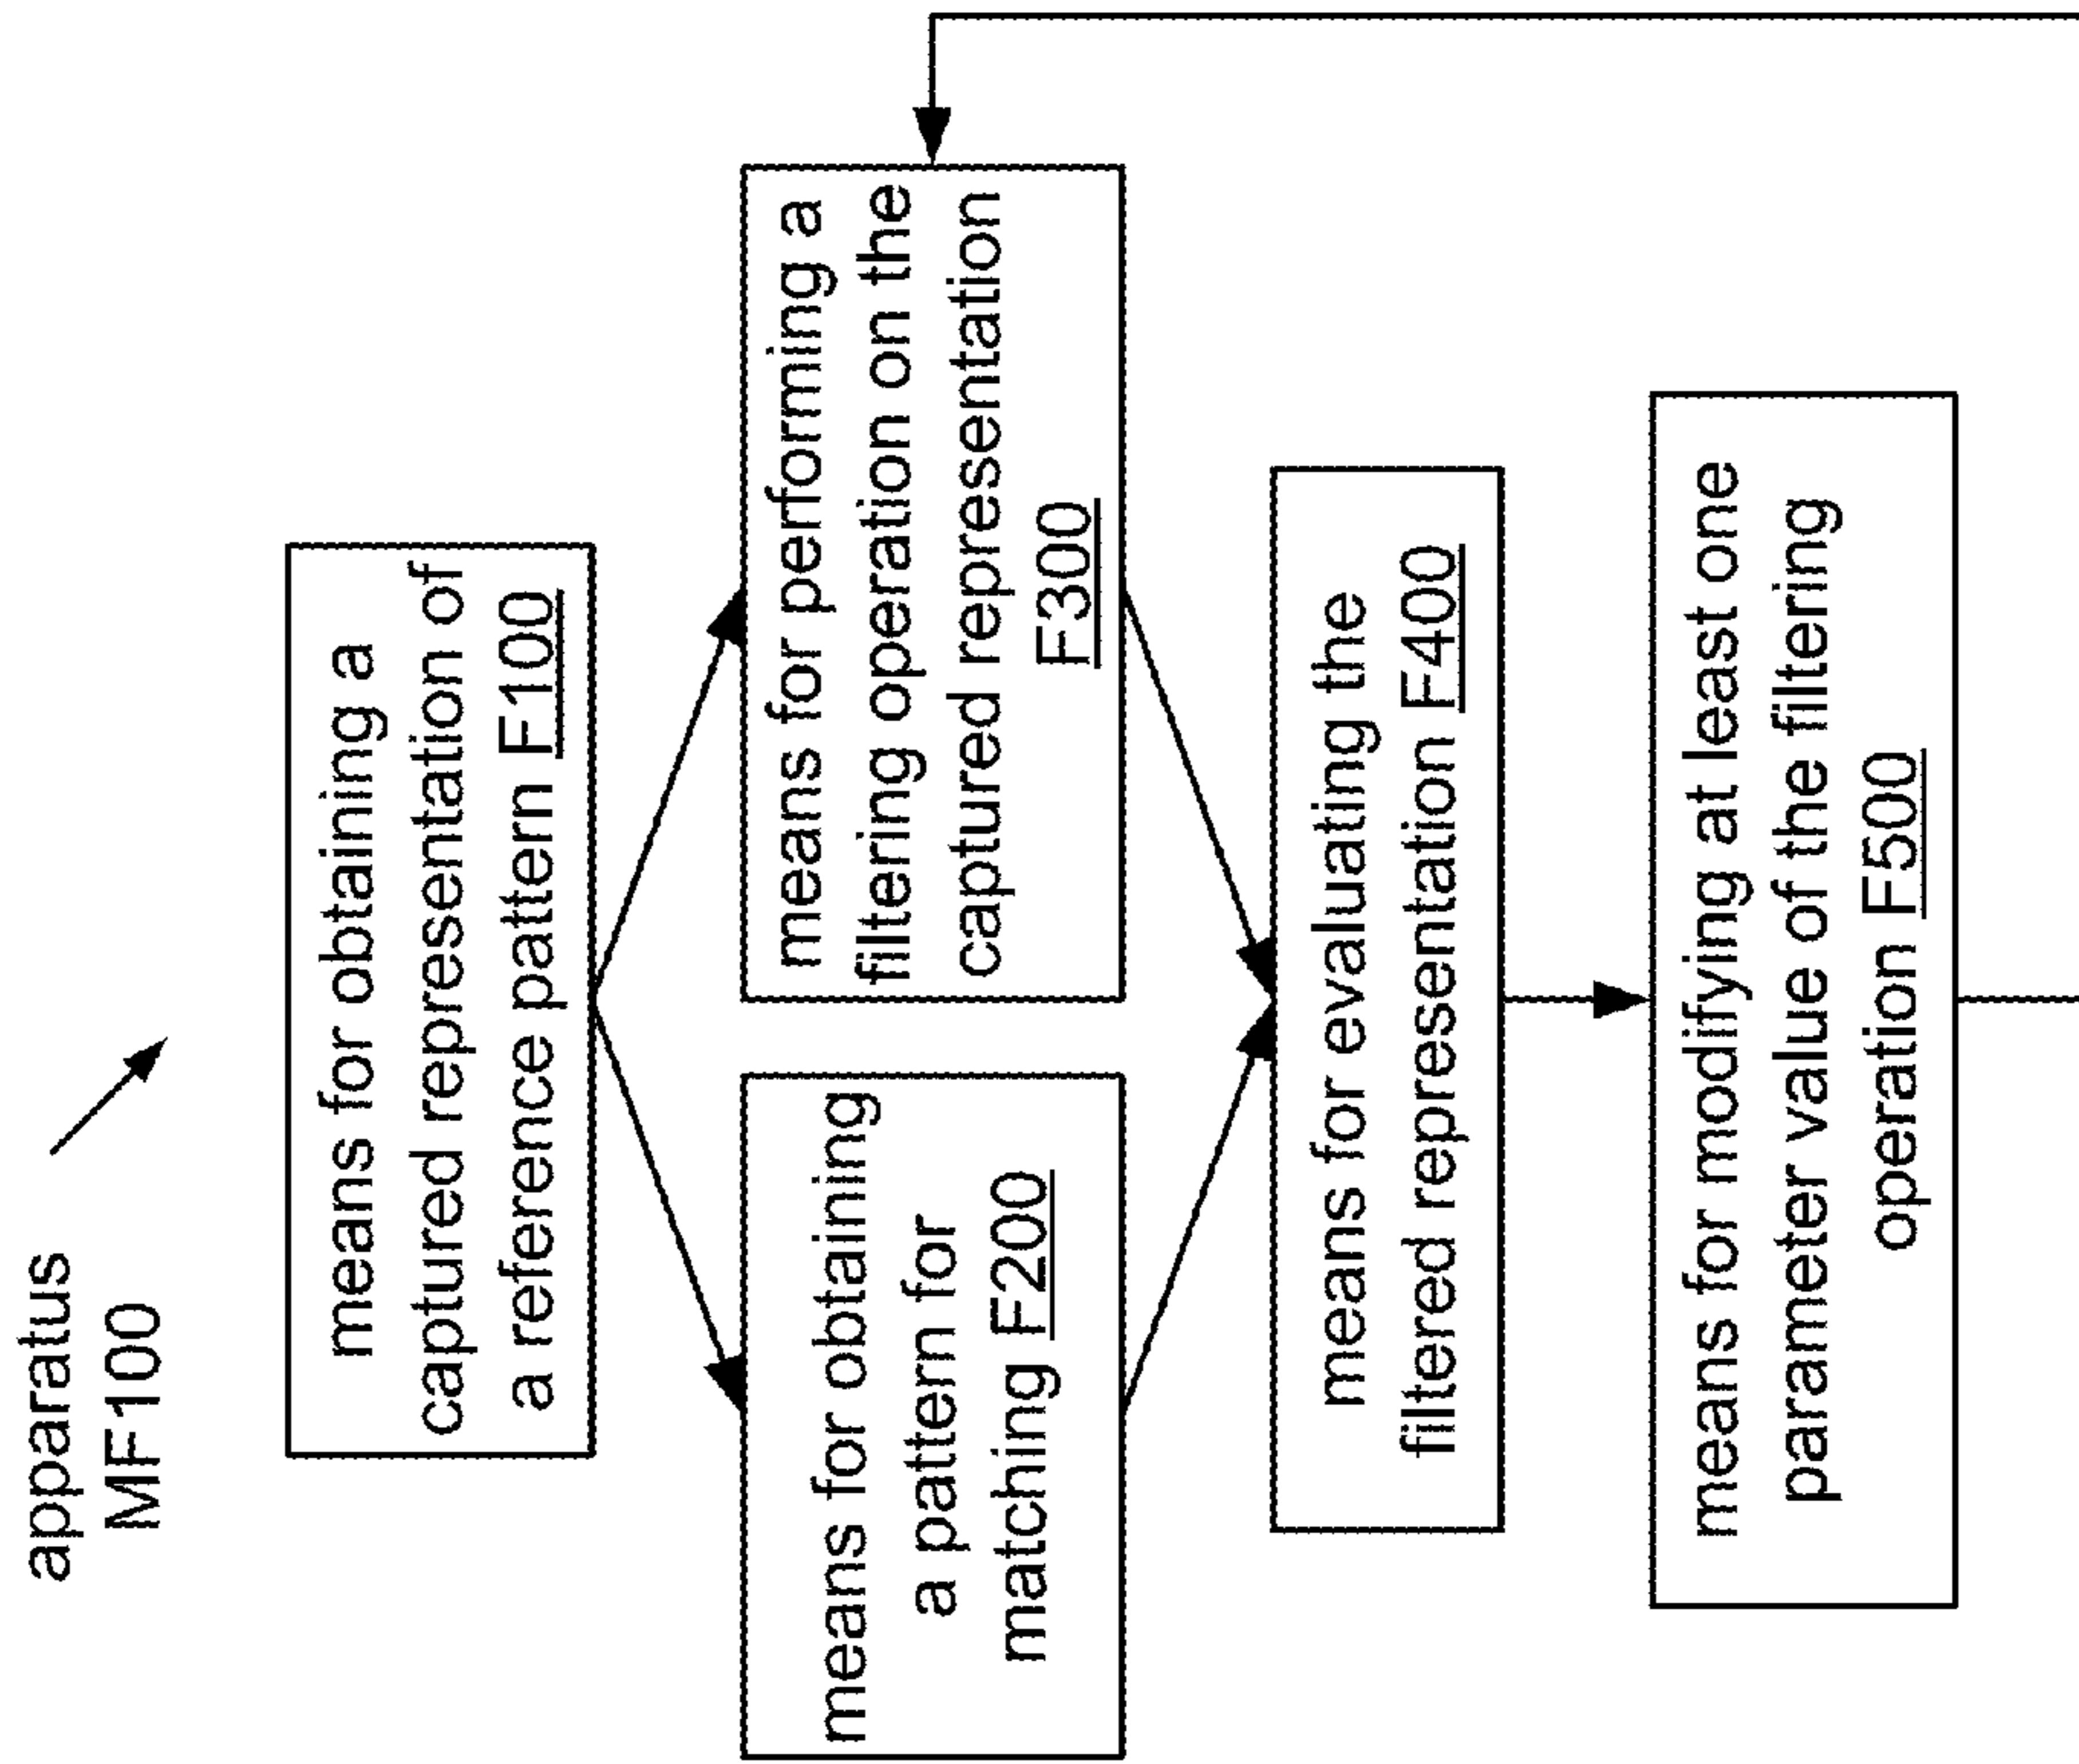 apparatus
MF100
means for obtaining a
captured representation of
a reference pattern F100
means for obtaining
a pattern for
matching F200
means for performing a
filtering operation on the
captured representation
F300
means for evaluating the
filtered representation F400
means for modifying at least one
parameter value of the filtering
operation F500